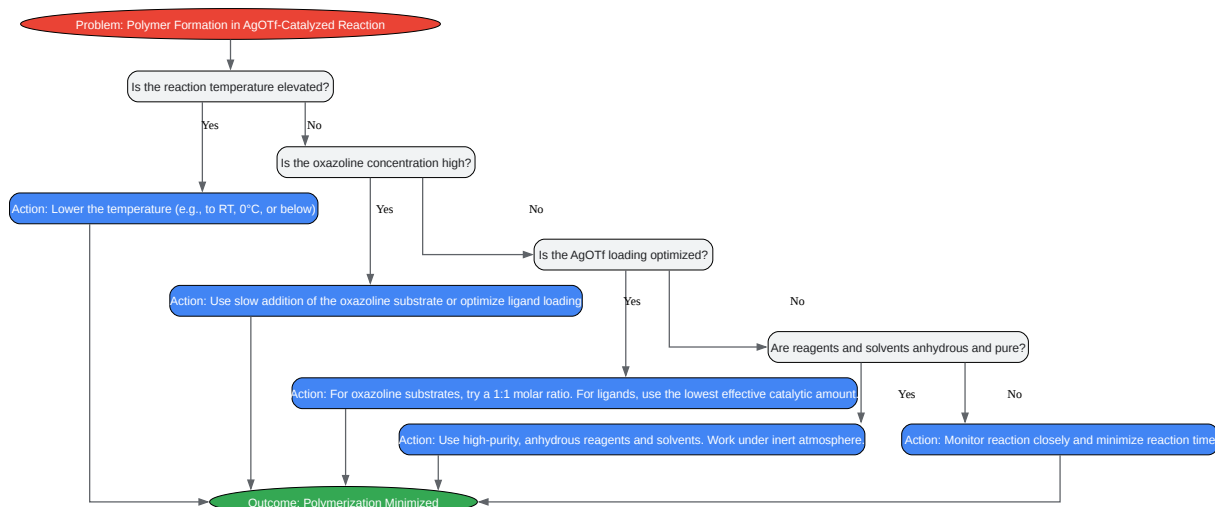 Problem: Polymer Formation in AgOTf-Catalyzed Reaction
Is the reaction temperature elevated?
Yes
No
Is the oxazoline concentration high?
Action: Lower the temperature (e.g., to RT, 0°C, or below)
Yes
No
Is the AgOTf loading optimized?
Action: Use slow addition of the oxazoline substrate or optimize ligand loading
Yes
No
Are reagents and solvents anhydrous and pure?
Action: For oxazoline substrates, try a 1:1 molar ratio. For ligands, use the lowest effective catalytic amount.
Yes
No
Action: Use high-purity, anhydrous reagents and solvents. Work under inert atmosphere.
Action: Monitor reaction closely and minimize reaction time
Outcome: Polymerization Minimized